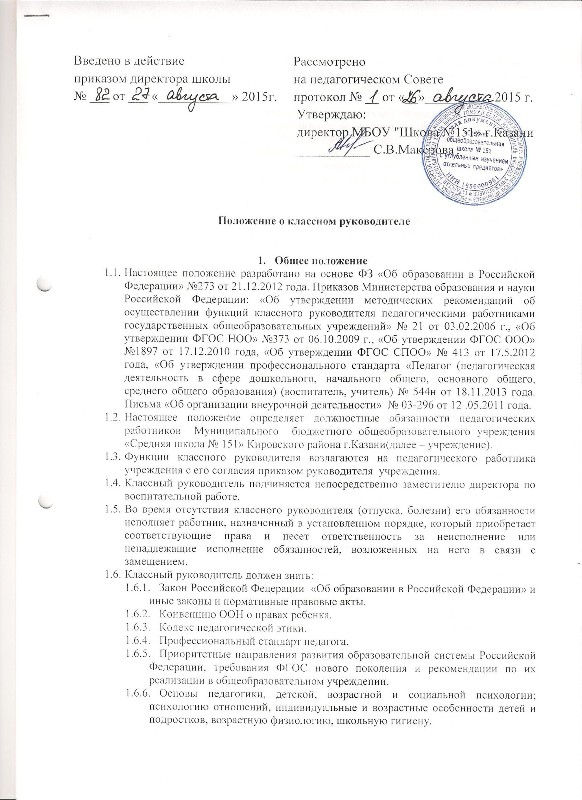 Введено в действие
приказом директора школы
№ 82 от 27 « августа » 2015г.
Рассмотрено
на педагогическом Совете
протокол № 1 от «26» августа 2015 г.
Утверждаю:
директор МБОУ "Школа №151» г.Казани
С.В.Макарова
общеобразовательная
школа № 151
с углубленным изучением
отдельных предметов»
Положение о классном руководителе
1. Общее положение
1.1. Настоящее положение разработано на основе ФЗ «Об образовании в Российской
Федерации» №273 от 21.12.2012 года. Приказов Министерства образования и науки
Российской Федерации: «Об утверждении методических рекомендаций об
осуществлении функций классного руководителя педагогическими работниками
государственных общеобразовательных учреждений» № 21 от 03.02.2006 г., «Об
утверждении ФГОС НОО» №373 от 06.10.2009 г., «Об утверждении ФГОС ООО»
№1897 от 17.12.2010 года, «Об утверждении ФГОС СПОО» № 413 от 17.5.2012
года, «Об утверждении профессионального стандарта «Педагог (педагогическая
деятельность в сфере дошкольного, начального общего, основного общего,
среднего общего образования) (воспитатель, учитель) № 544н от 18.11.2013 года.
Письма «Об организации внеурочной деятельности» № 03-296 от 12 .05.2011 года.
1.2. Настоящее положение определяет должностные обязанности педагогических
работников Муниципального бюджетного общеобразовательного учреждения
«Средняя школа № 151» Кировского района г.Казани(далее – учреждение).
1.3. Функции классного руководителя возлагаются на педагогического работника
учреждения с его согласия приказом руководителя учреждения.
1.4. Классный руководитель подчиняется непосредственно заместителю директора по
воспитательной работе.
1.5. Во время отсутствия классного руководителя (отпуска, болезни) его обязанности
исполняет работник, назначенный в установленном порядке, который приобретает
соответствующие права и несет ответственность за неисполнение или
ненадлежащие исполнение обязанностей, возложенных на него в связи с
замещением.
1.6. Классный руководитель должен знать:
1.6.1. Закон Российской Федерации «Об образовании в Российской Федерации» и
иные законы и нормативные правовые акты.
1.6.2. Конвенцию ООН о правах ребенка.
1.6.3. Кодекс педагогической этики.
1.6.4. Профессиональный стандарт педагога.
1.6.5. Приоритетные направления развития образовательной системы Российской
Федерации, требования ФГОС нового поколения и рекомендации по их
реализации в общеобразовательном учреждении.
1.6.6. Основы педагогики, детской, возрастной и социальной психологии;
психологию отношений, индивидуальные и возрастные особенности детей и
подростков, возрастную физиологию, школьную гигиену.